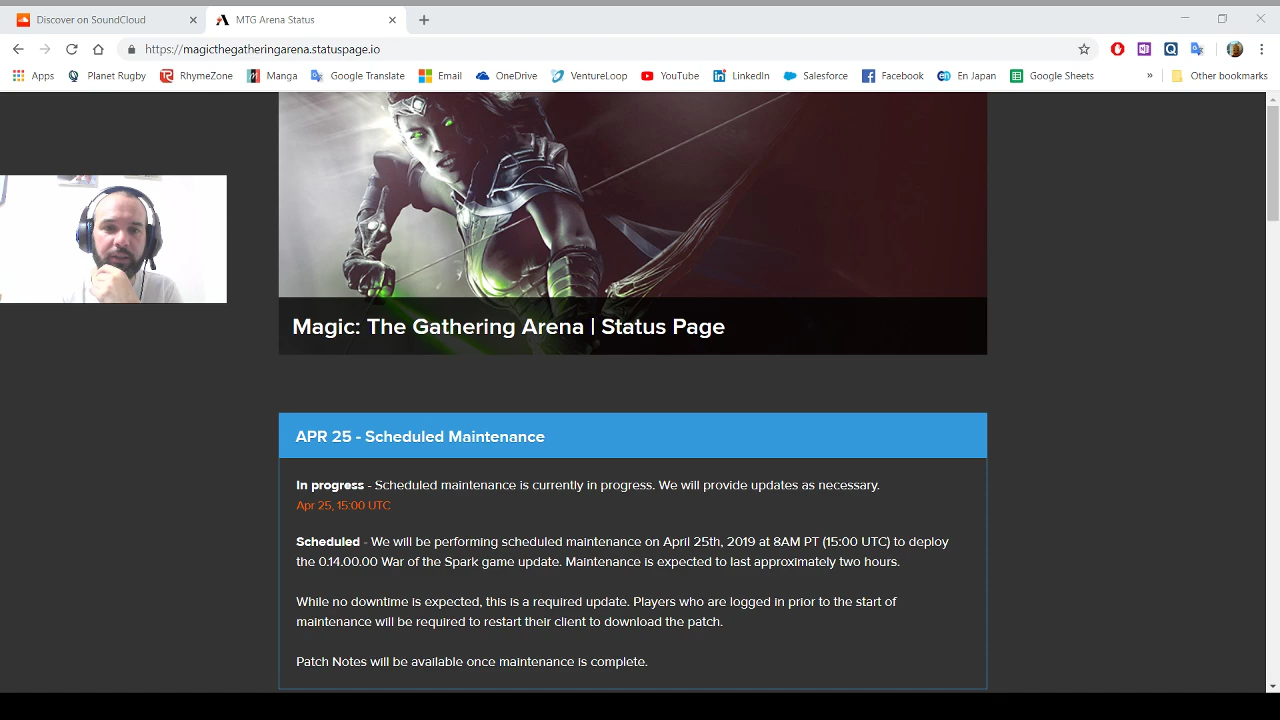 Discover on SoundCloud
MTG Arena Status
https://magicthegatheringarena.statuspage.io
Apps Planet Rugby RhymeZone Manga Google Translate Email OneDrive VentureLoop YouTube LinkedIn Salesforce Facebook En Japan Google Sheets » Other bookmarks
Magic: The Gathering Arena | Status Page
APR 25 - Scheduled Maintenance
In progress - Scheduled maintenance is currently in progress. We will provide updates as necessary.
Apr 25, 15:00 UTC
Scheduled - We will be performing scheduled maintenance on April 25th, 2019 at 8AM PT (15:00 UTC) to deploy
the 0.14.00.00 War of the Spark game update. Maintenance is expected to last approximately two hours.
While no downtime is expected, this is a required update. Players who are logged in prior to the start of
maintenance will be required to restart their client to download the patch.
Patch Notes will be available once maintenance is complete.